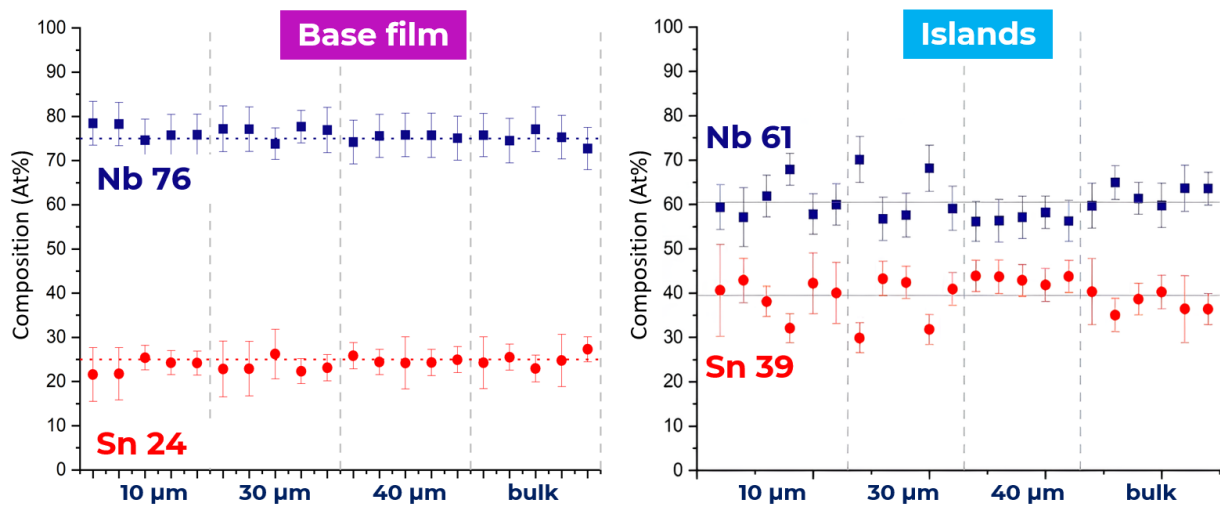 Base film
Composition (At%)
100
90
80
70
60
50
40
30
20
10
0
Nb 76
Sn 24
10 µm
30 µm
40 µm
bulk
Islands
Composition (At%)
100
90
80
70
60
50
40
30
20
10
0
Nb 61
Sn 39
10 µm
30 µm
40 µm
bulk